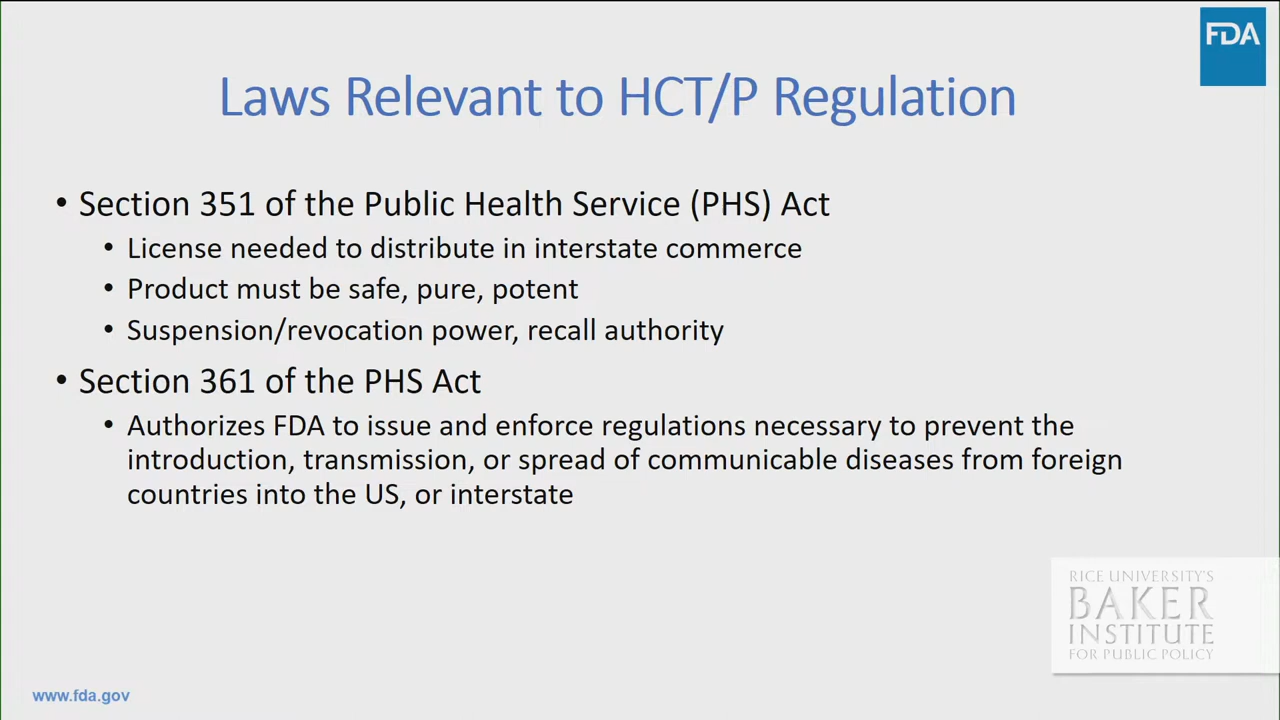 FDA
Laws Relevant to HCT/P Regulation
• Section 351 of the Public Health Service (PHS) Act
• License needed to distribute in interstate commerce
• Product must be safe, pure, potent
• Suspension/revocation power, recall authority
• Section 361 of the PHS Act
• Authorizes FDA to issue and enforce regulations necessary to prevent the
introduction, transmission, or spread of communicable diseases from foreign
countries into the US, or interstate
RICE UNIVERSITY'S
BAKER
INSTITUTE
FOR PUBLIC POLICY
www.fda.gov